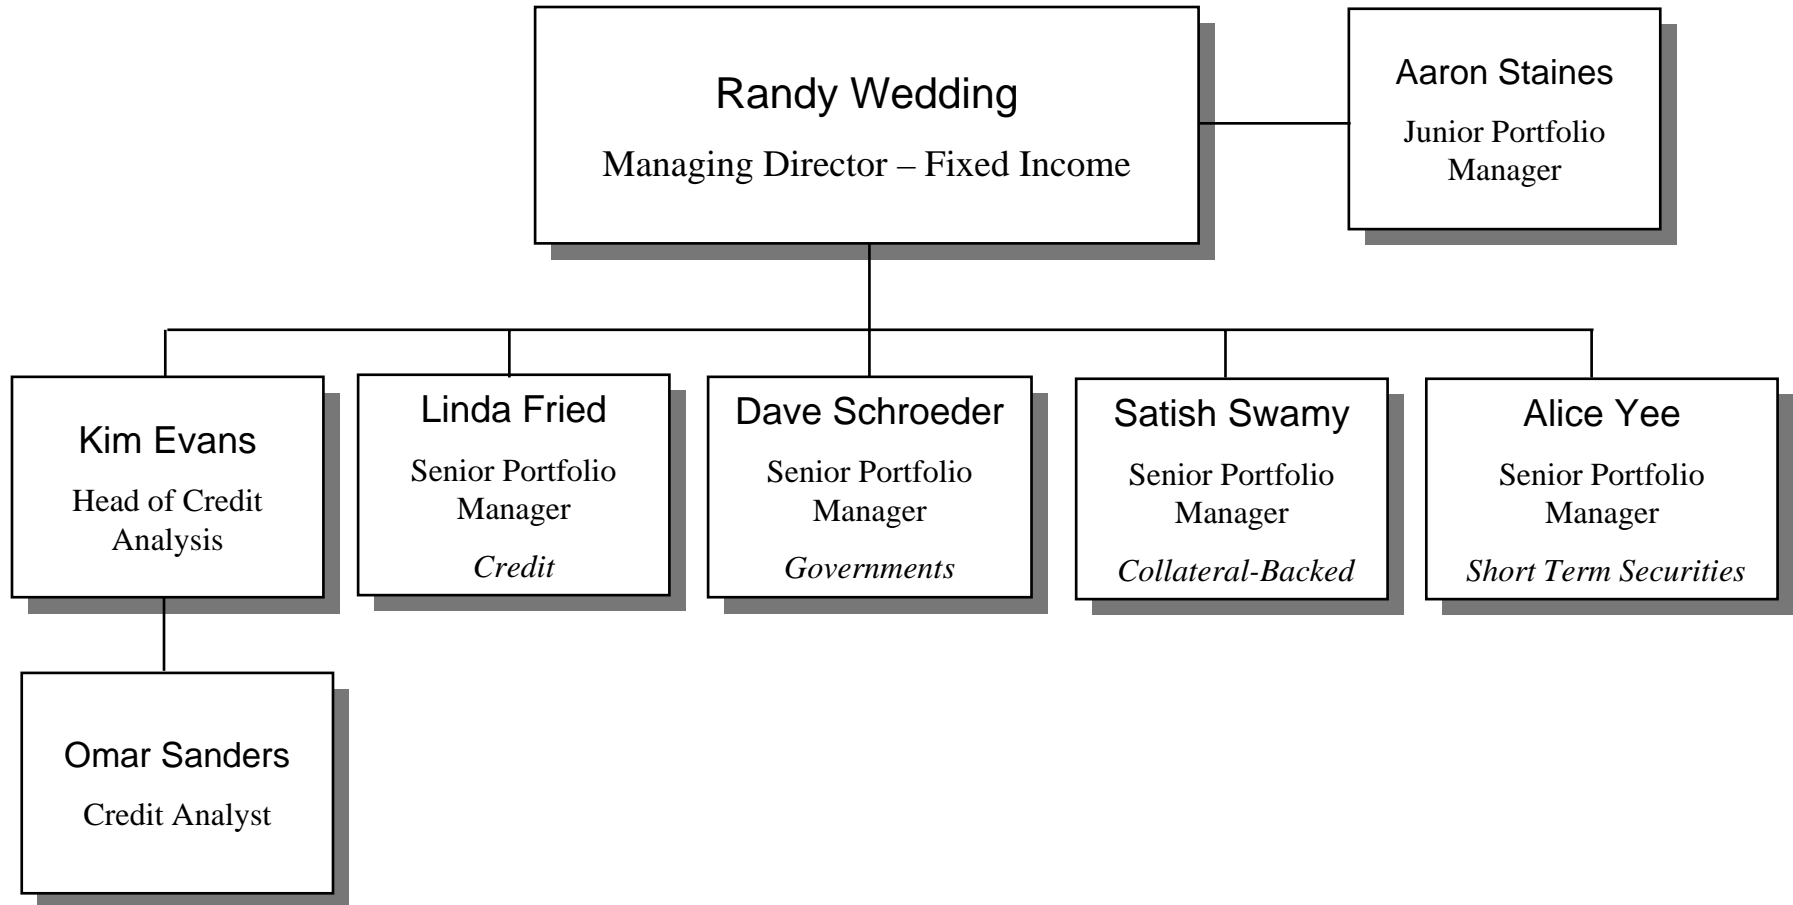 Randy Wedding
Managing Director – Fixed Income
Aaron Staines
Junior Portfolio
Manager
Kim Evans
Head of Credit
Analysis
Linda Fried
Senior Portfolio
Manager
Credit
Dave Schroeder
Senior Portfolio
Manager
Governments
Satish Swamy
Senior Portfolio
Manager
Collateral-Backed
Alice Yee
Senior Portfolio
Manager
Short Term Securities
Omar Sanders
Credit Analyst